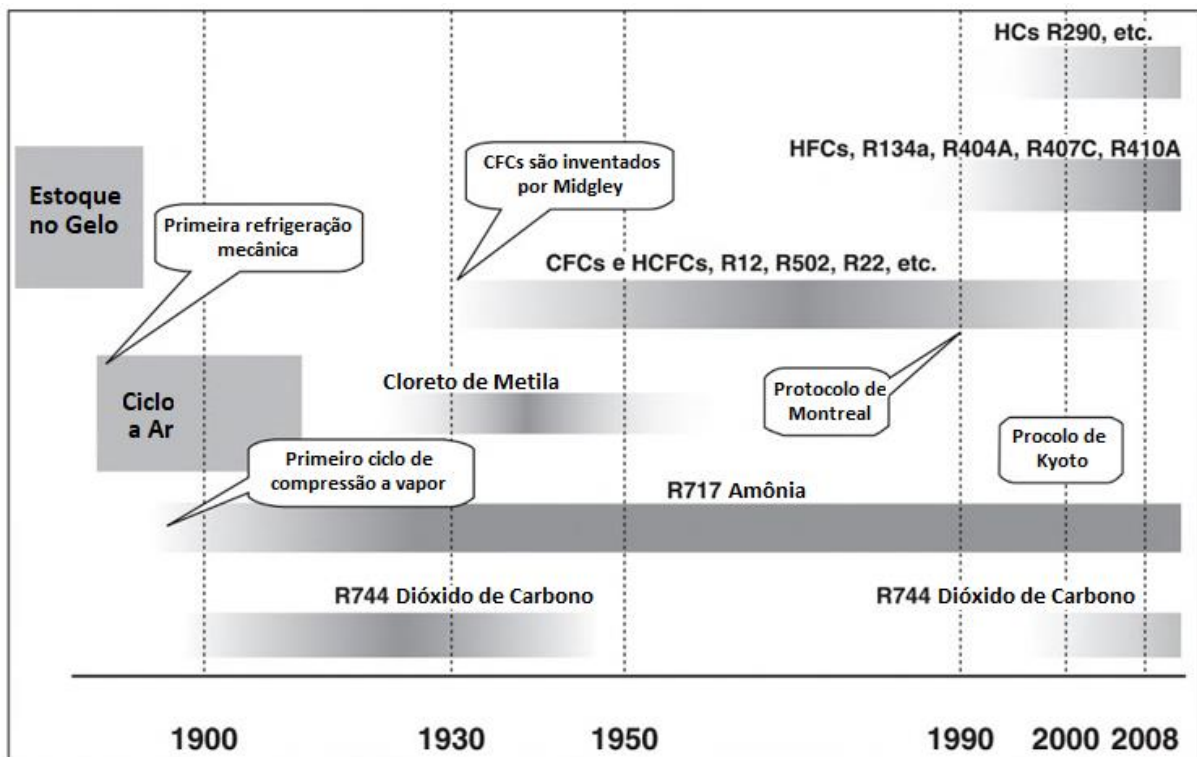 HCs R290, etc.
HFCs, R134a, R404A, R407C, R410A
CFCs são inventados
por Midgley
Estoque
no Gelo
Primeira refrigeração
mecânica
CFCs e HCFCs, R12, R502, R22, etc.
Cloreto de Metila
Protocolo de
Montreal
Ciclo
a Ar
Procolo de
Kyoto
Primeiro ciclo de
compressão a vapor
R717 Amônia
R744 Dióxido de Carbono
R744 Dióxido de Carbono
1900 1930 1950 1990 2000 2008